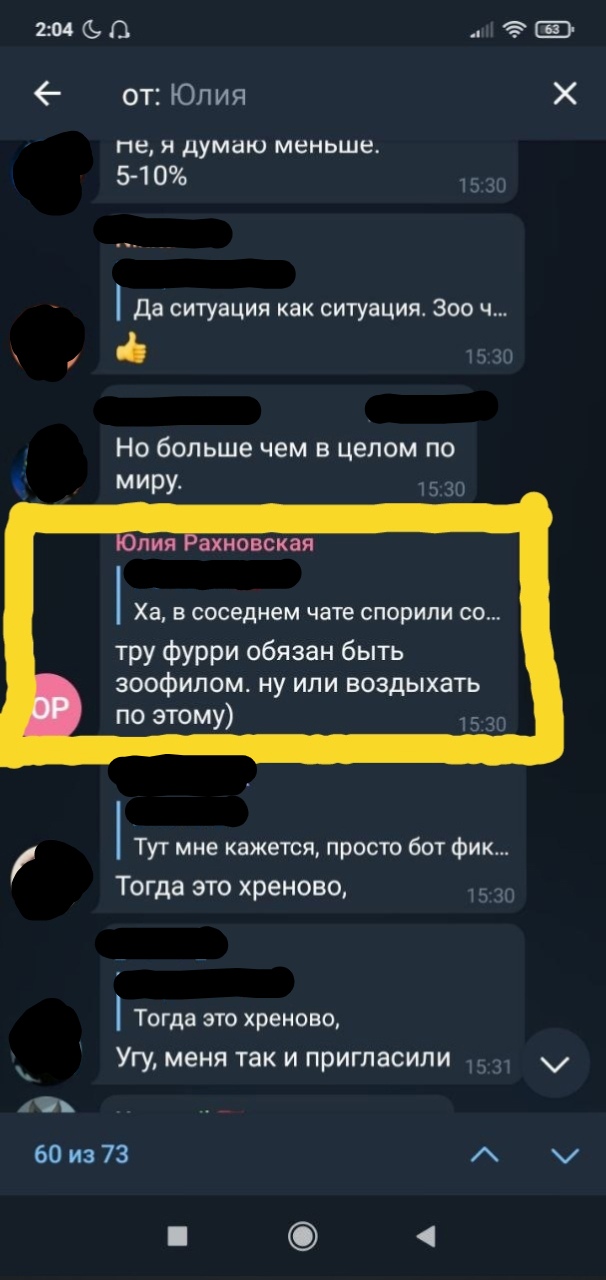 2:04
63
от: Юлия
Не, я думаю меньше.
5-10%
15:30
Да ситуация как ситуация. Зоо ч...
👍
15:30
Но больше чем в целом по
миру.
15:30
Юлия Рахновская
Ха, в соседнем чате спорили со...
тру фурри обязан быть
зоофилом. ну или воздыхать
по этому)
ЮР
15:30
Тут мне кажется, просто бот фик...
Тогда это хреново,
15:30
Тогда это хреново,
Угу, меня так и пригласили
15:31
60 из 73